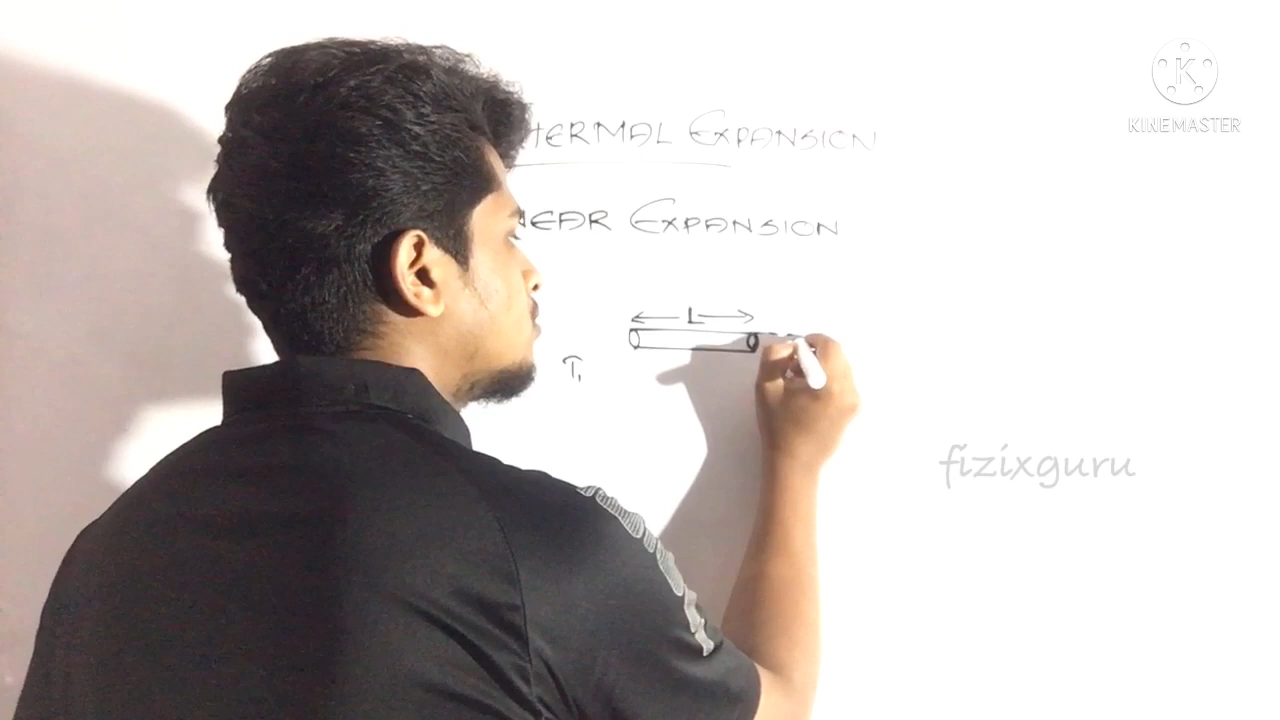 HERMAL EXPANSION
KINEMASTER
NEAR EXPANSION
L
T₁
fizixguru